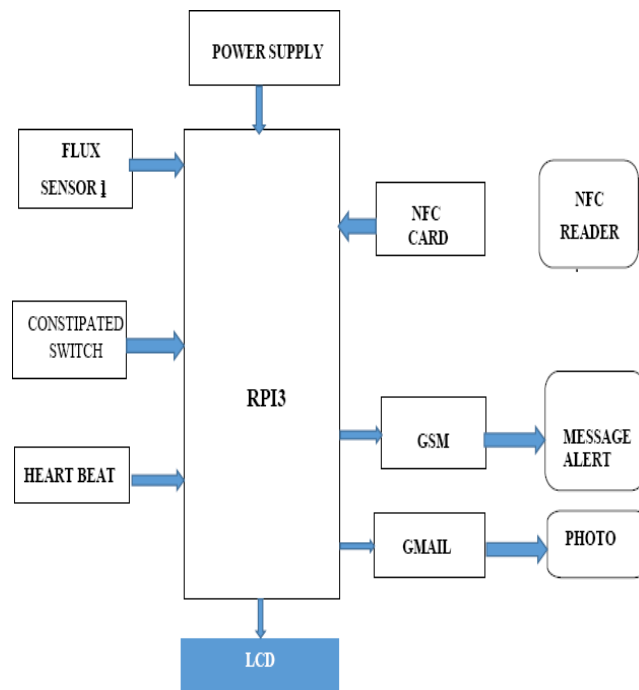 POWER SUPPLY
FLUX
SENSOR 1
NFC
CARD
NFC
READER
CONSTIPATED
SWITCH
RPI3
GSM
MESSAGE
ALERT
HEART BEAT
GMAIL
PHOTO
LCD